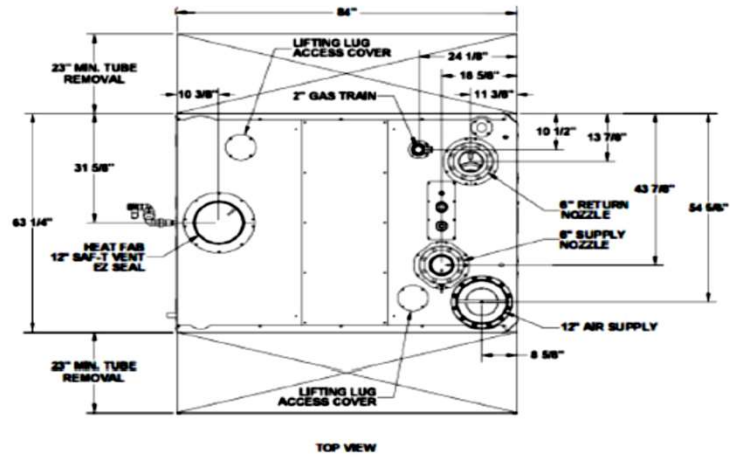 84"
LIFTING LUG
ACCESS COVER
24 1/8"
23" MIN. TUBE
REMOVAL
18 5/8"
10 3/8"
2" GAS TRAIN
11 3/8"
10 1/2"
13 7/8"
31 5/8"
43 7/8"
54 5/8"
63 1/4"
6" RETURN
NOZZLE
6" SUPPLY
NOZZLE
HEAT FAB
12" SAF-T VENT
EZ SEAL
12" AIR SUPPLY
23" MIN. TUBE
REMOVAL
8 5/8"
LIFTING LUG
ACCESS COVER
TOP VIEW